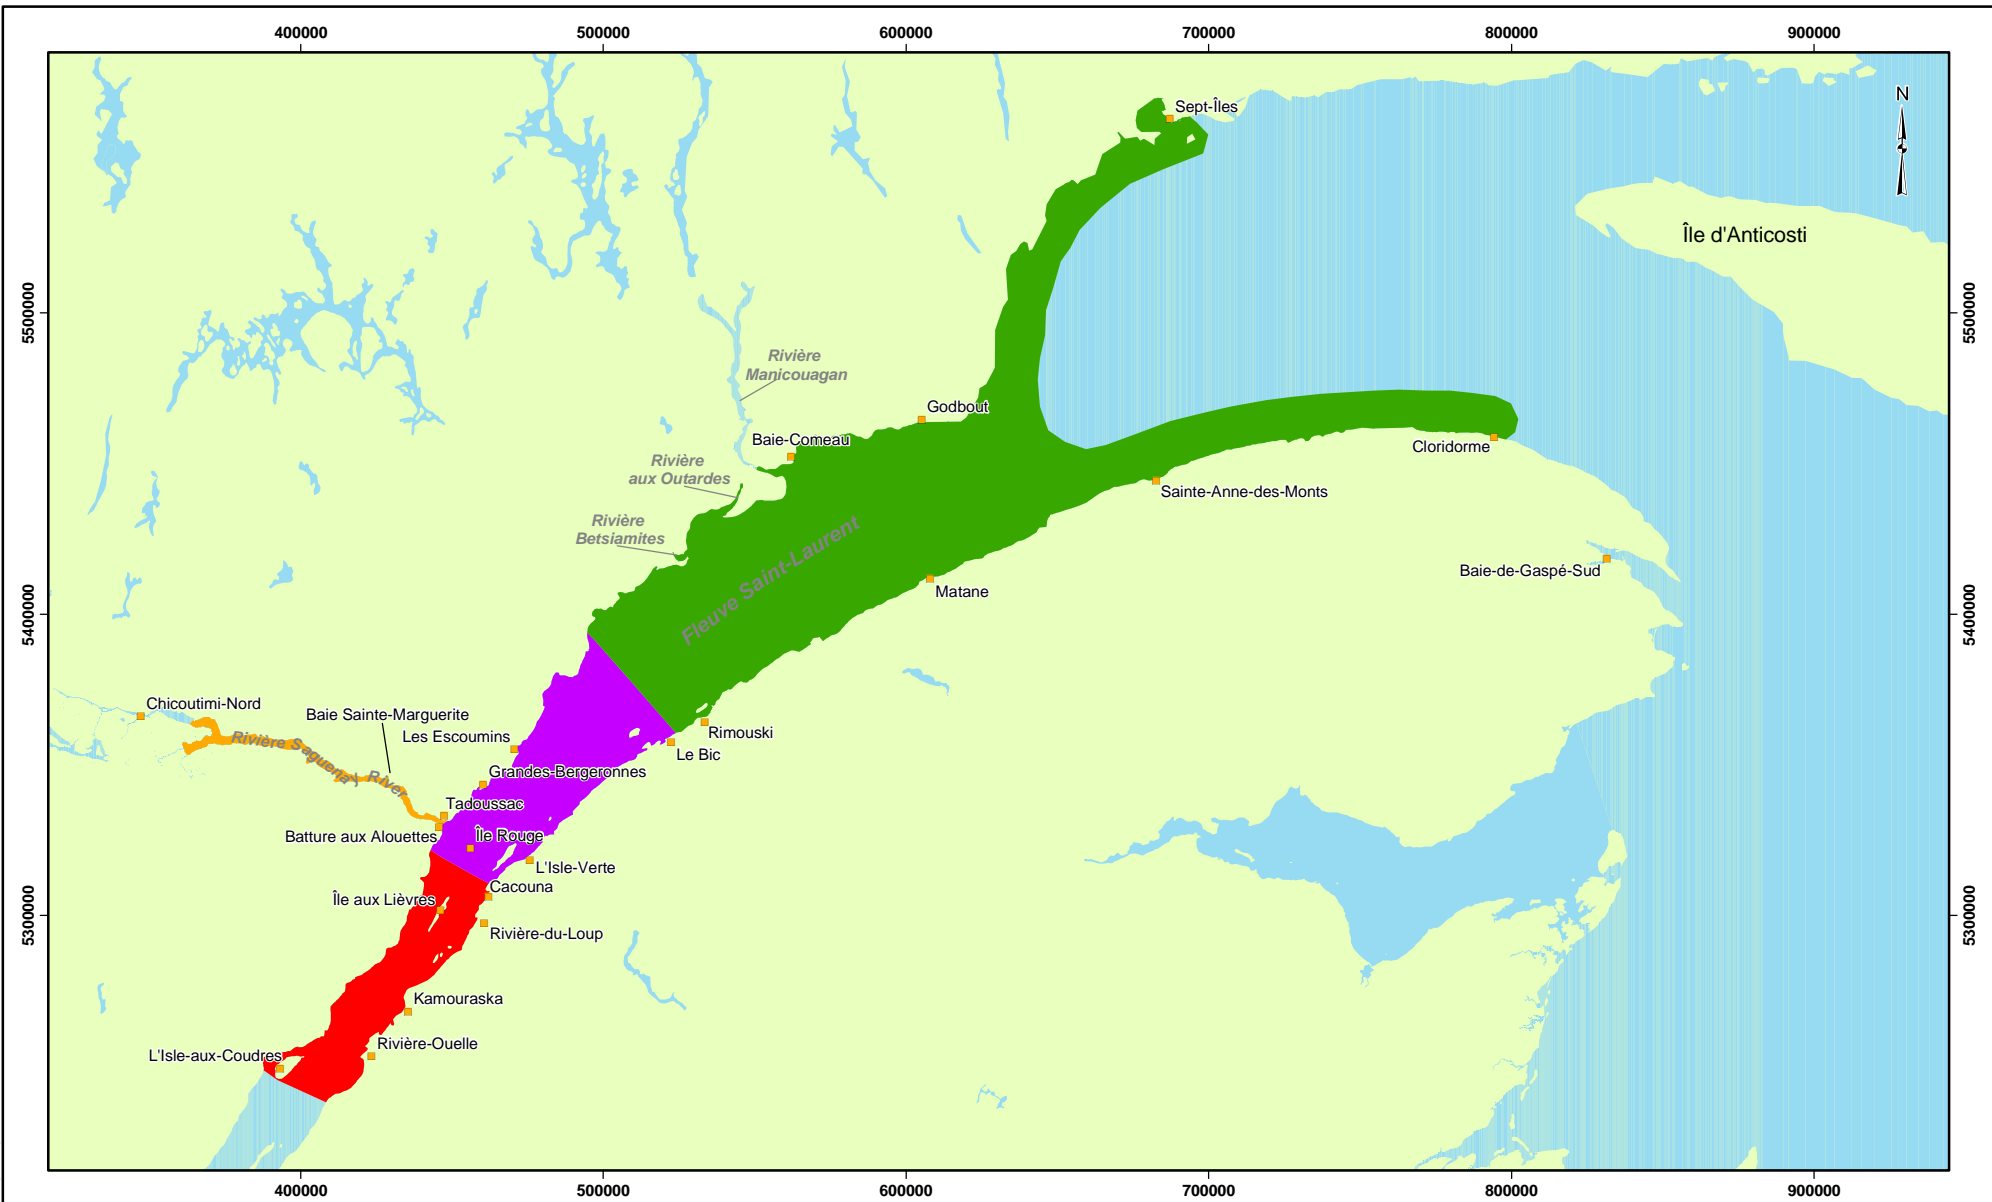 400000 500000 600000 700000 800000 900000
N
Sept-Îles
Île d'Anticosti
5500000 5500000
Rivière
Manicouagan
Godbout
Baie-Comeau
Cloridorme
Rivière
aux Outardes
Sainte-Anne-des-Monts
Rivière
Betsiamites
Fleuve Saint-Laurent
Baie-de-Gaspé-Sud
Matane
5400000 5400000
Chicoutimi-Nord
Baie Sainte-Marguerite
Les Escoumins
Rimouski
Rivière Saguenay River
Le Bic
Grandes-Bergeronnes
Tadoussac
Batture aux Alouettes
Île Rouge
L'Isle-Verte
Cacouna
Île aux Lièvres
5300000 5300000
Rivière-du-Loup
Kamouraska
Rivière-Ouelle
L'Isle-aux-Coudres
400000 500000 600000 700000 800000 900000